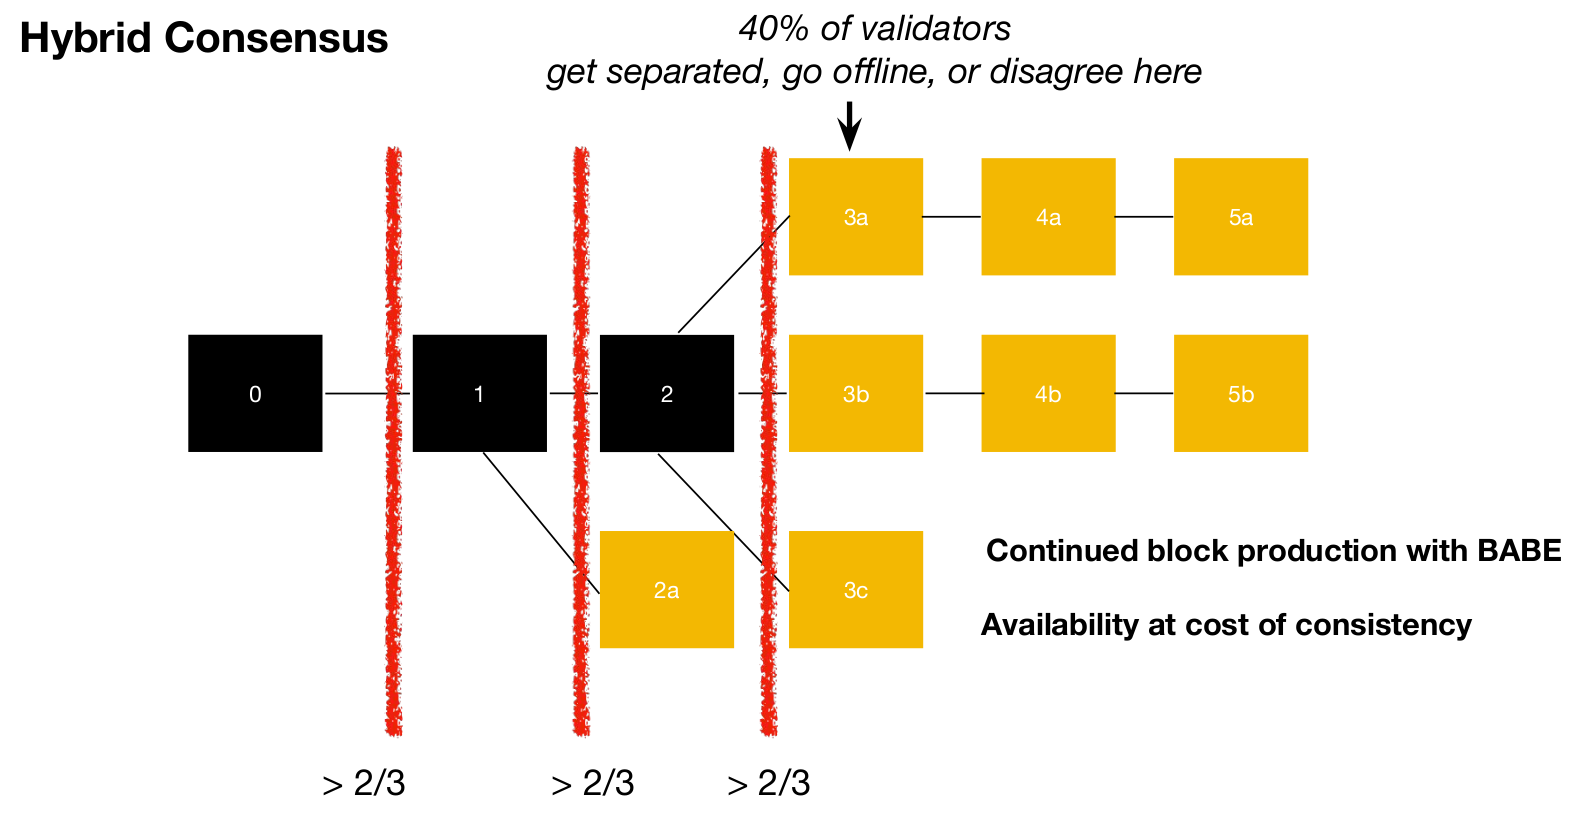 Hybrid Consensus
40% of validators
get separated, go offline, or disagree here
3a
4a
5a
0
1
2
3b
4b
5b
2a
3c
Continued block production with BABE
Availability at cost of consistency
> 2/3
> 2/3
> 2/3